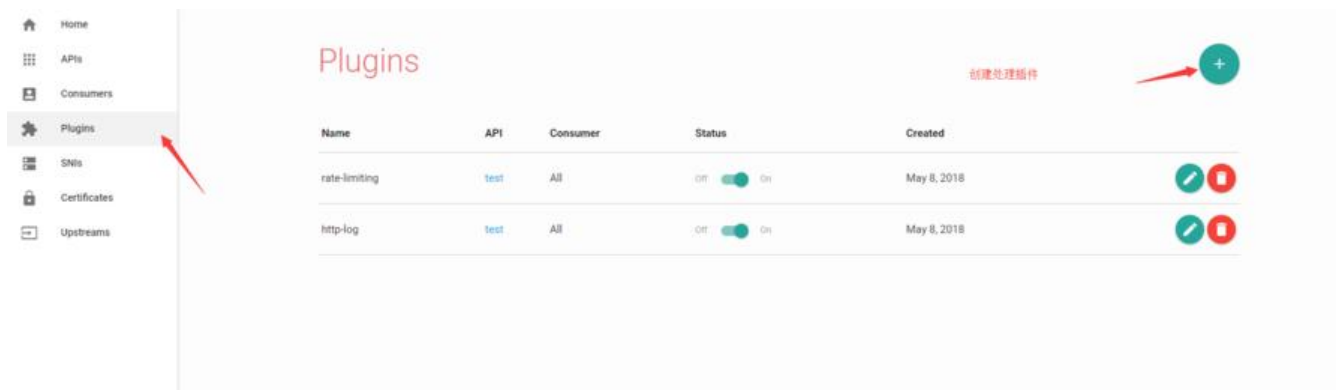 Home
APIs
Consumers
Plugins
SNIs
Certificates
Upstreams
Plugins
创建处理插件
Name API Consumer Status Created
rate-limiting test All Off On May 8, 2018
http-log test All Off On May 8, 2018